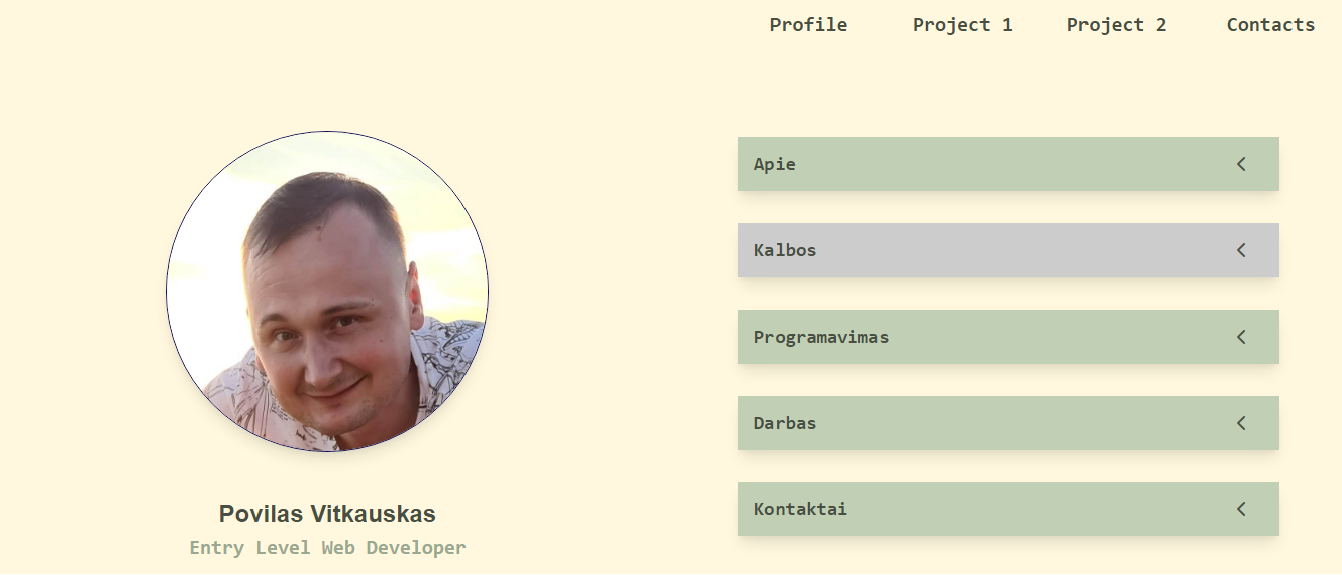 Profile Project 1 Project 2 Contacts
Apie
Kalbos
Programavimas
Darbas
Kontaktai
Povilas Vitkauskas
Entry Level Web Developer